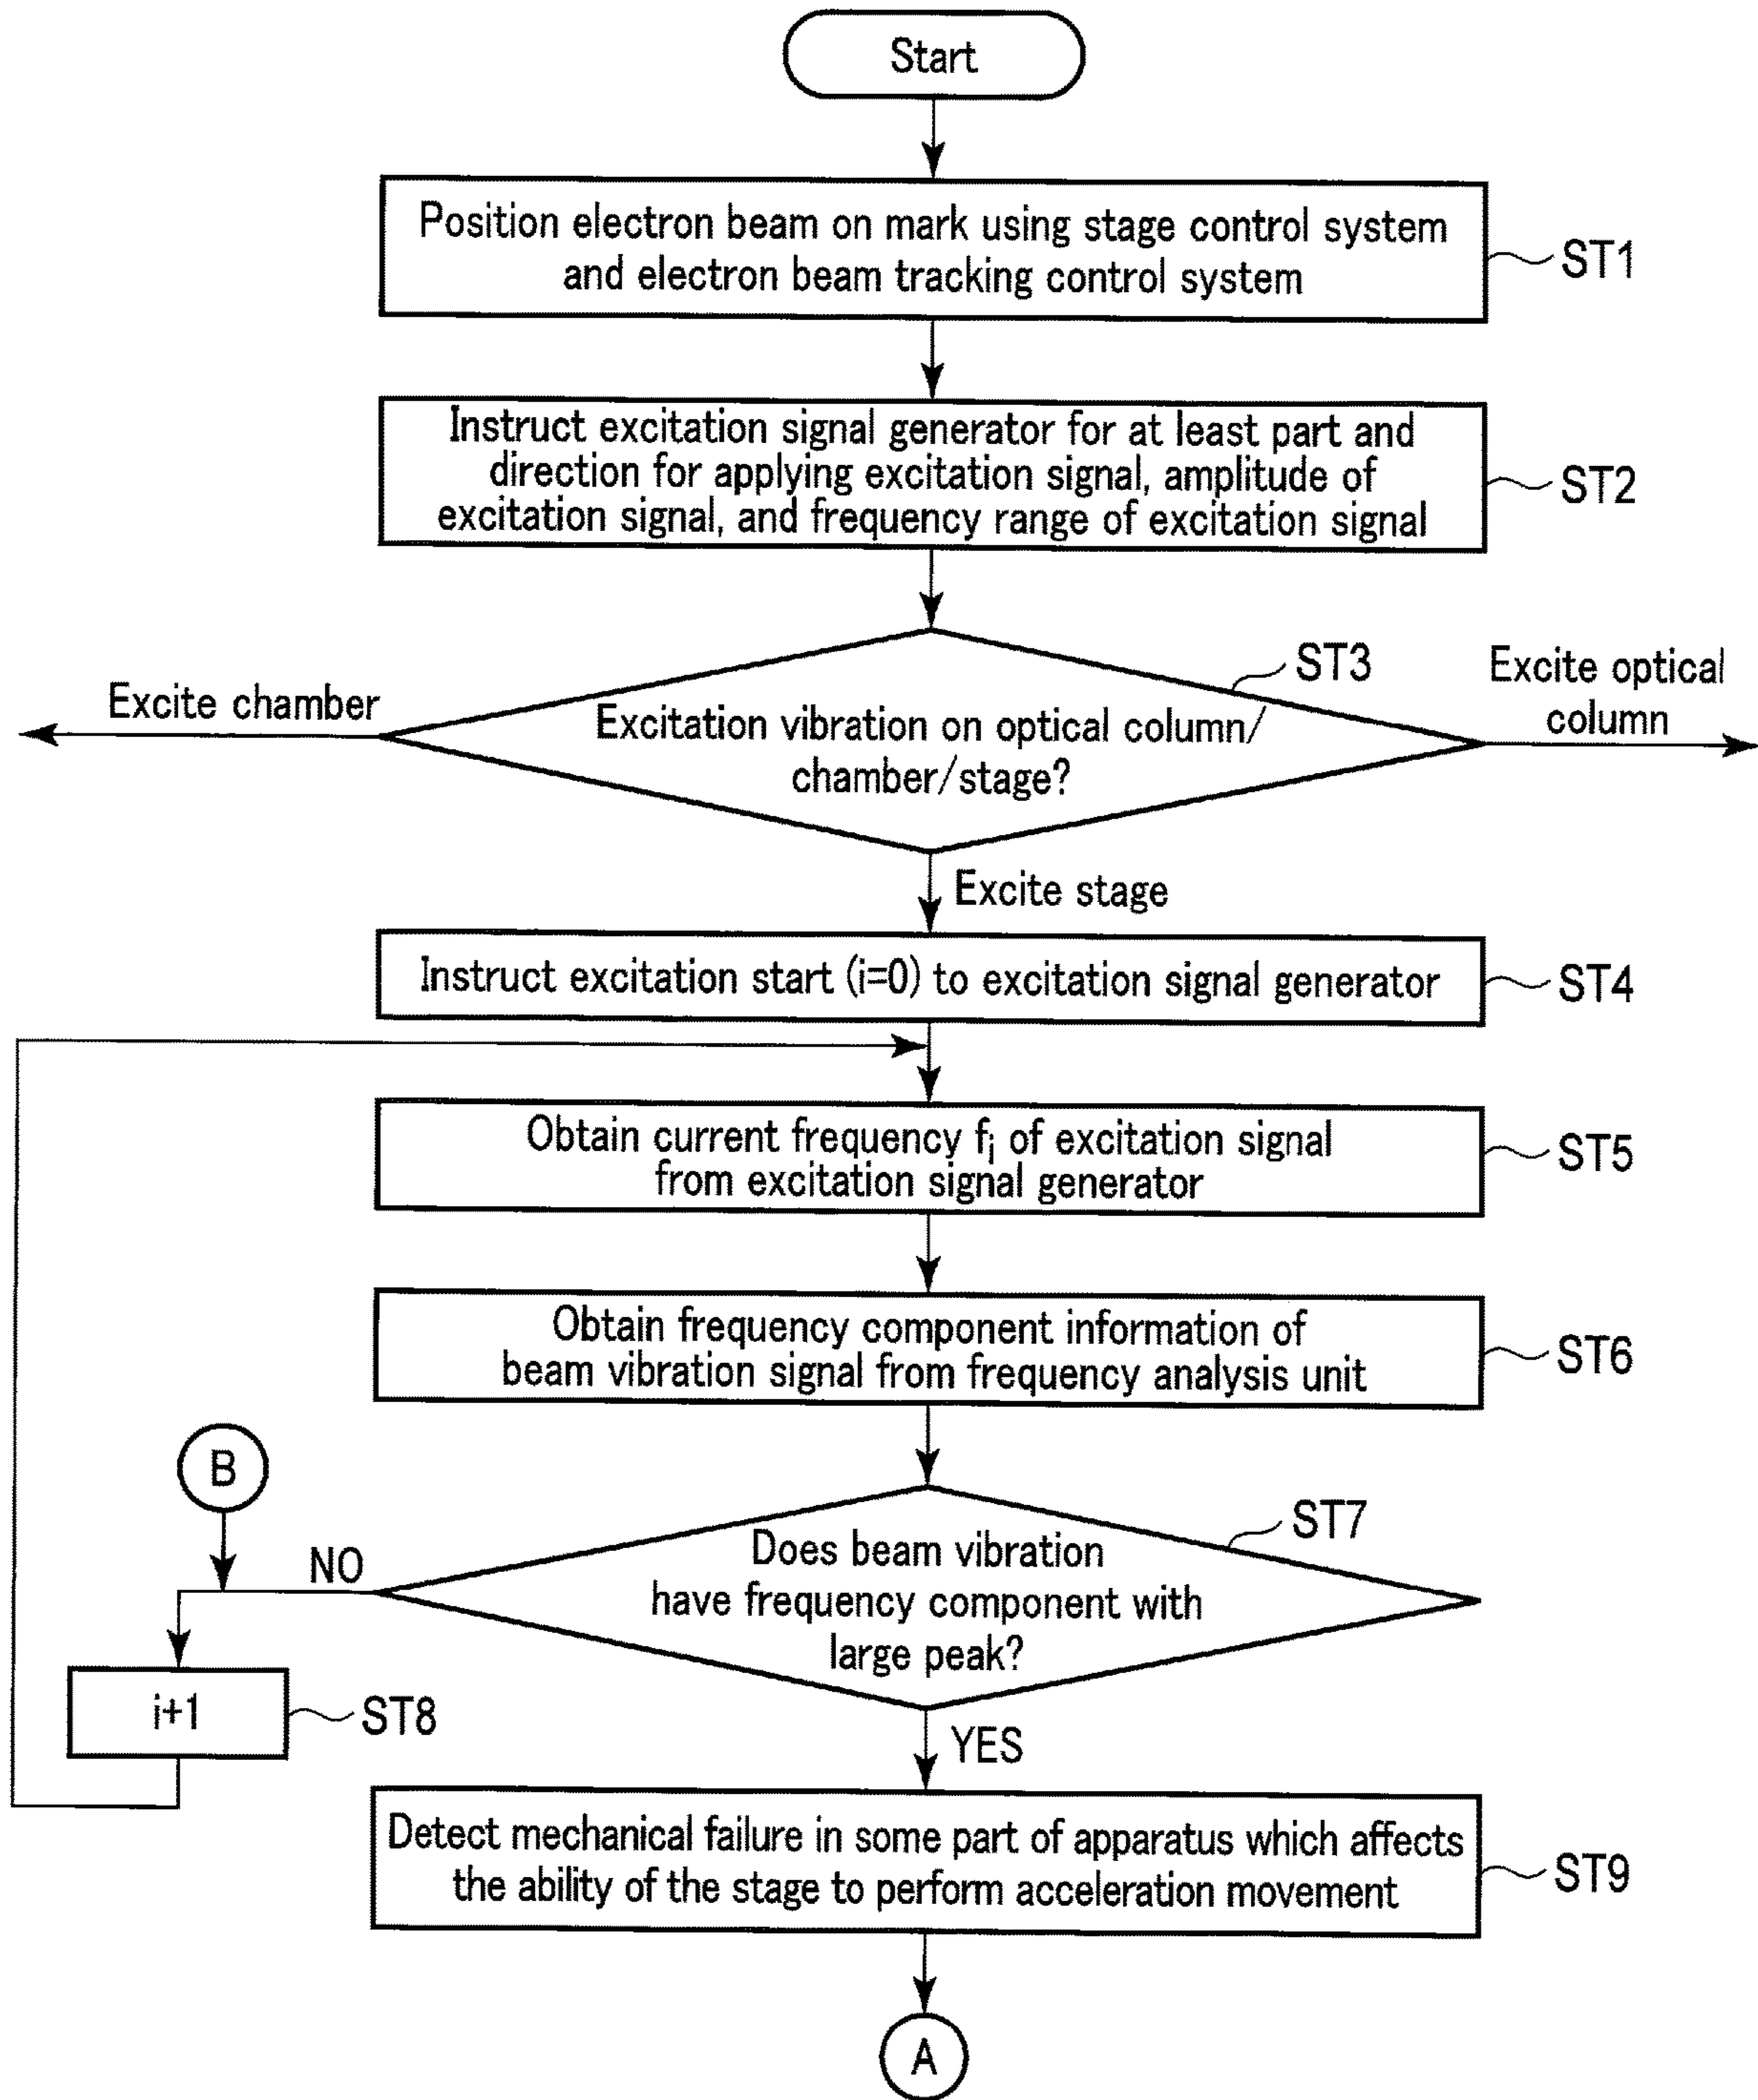 Start
Position electron beam on mark using stage control system
and electron beam tracking control system
ST1
Instruct excitation signal generator for at least part and
direction for applying excitation signal, amplitude of
excitation signal, and frequency range of excitation signal
ST2
ST3
Excite chamber
Excitation vibration on optical column/
chamber/stage?
Excite optical
column
Excite stage
Instruct excitation start (i=0) to excitation signal generator
ST4
Obtain current frequency fi of excitation signal
from excitation signal generator
ST5
Obtain frequency component information of
beam vibration signal from frequency analysis unit
ST6
B
ST7
NO
Does beam vibration
have frequency component with
large peak?
i+1
ST8
YES
Detect mechanical failure in some part of apparatus which affects
the ability of the stage to perform acceleration movement
ST9
A